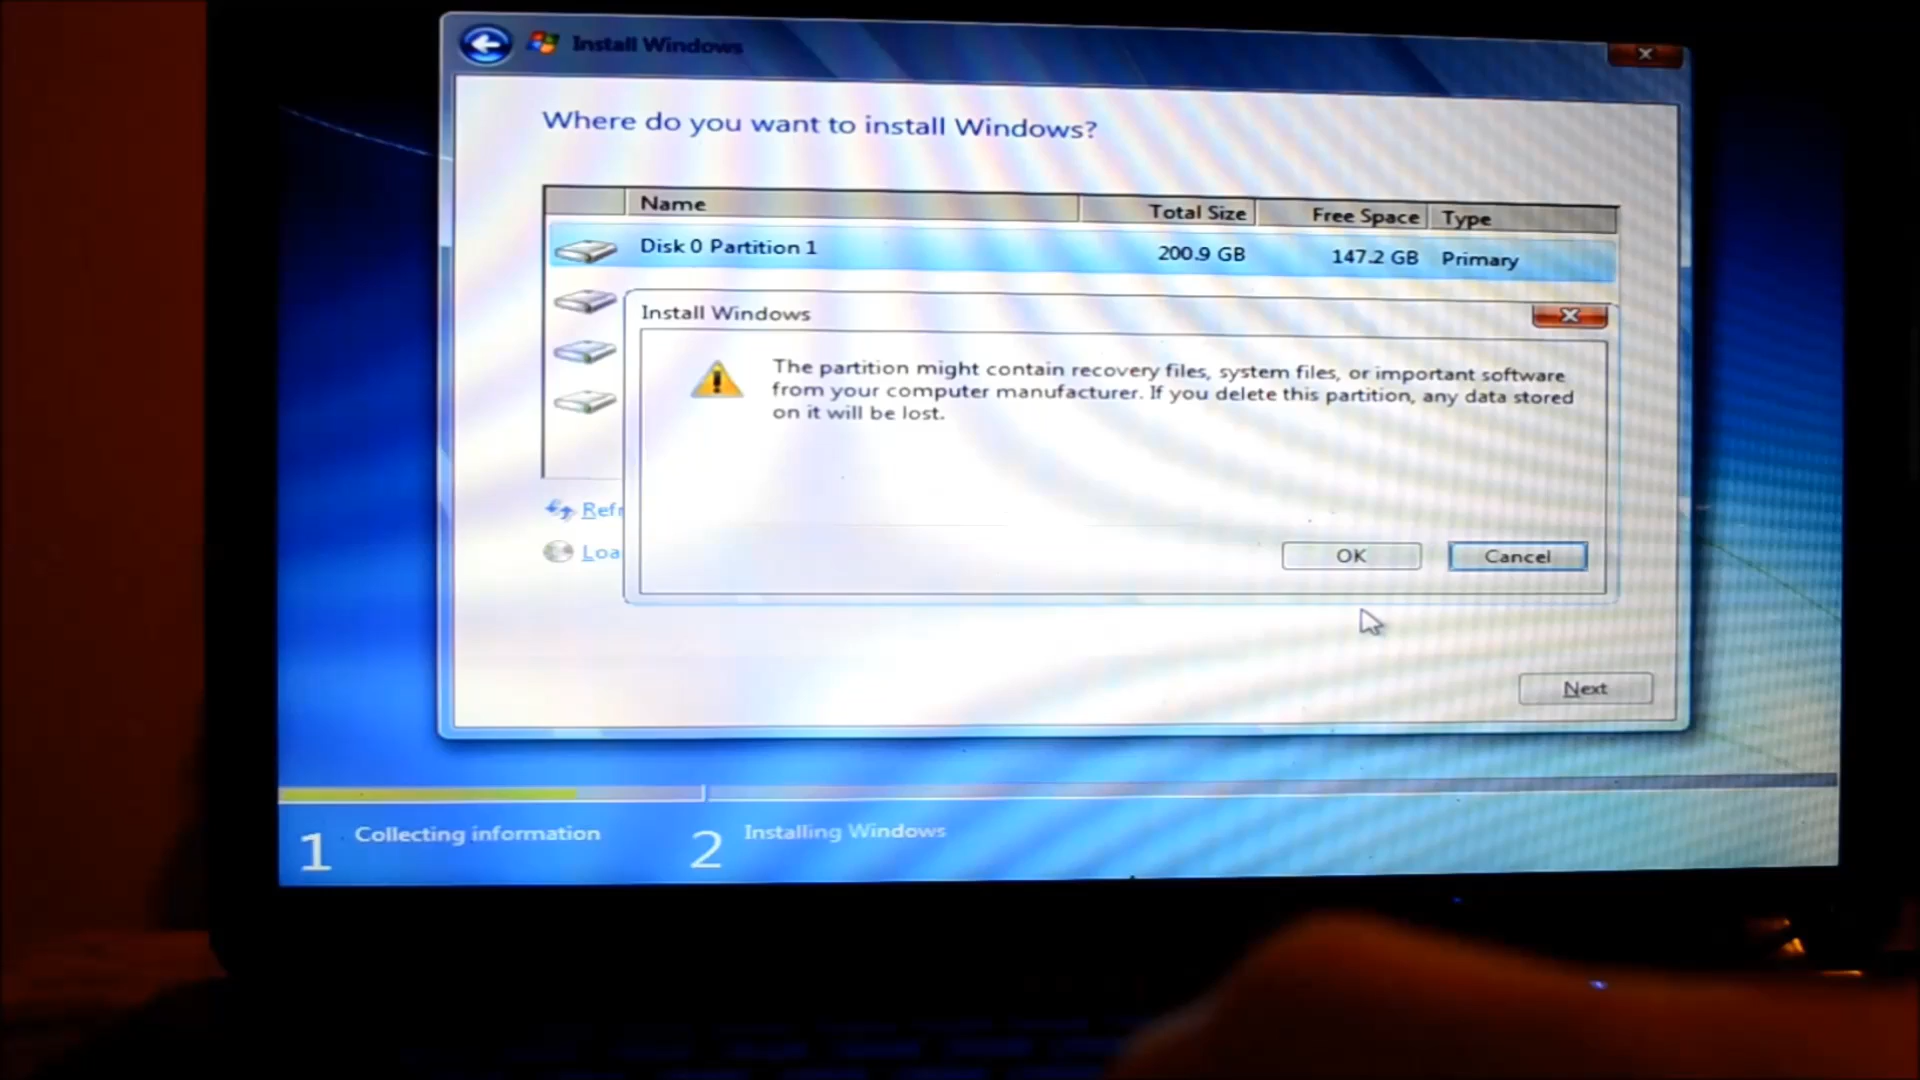 Install Windows
Where do you want to install Windows?
Name Total Size Free Space Type
Disk 0 Partition 1 200.9 GB 147.2 GB Primary
Install Windows
The partition might contain recovery files, system files, or important software
from your computer manufacturer. If you delete this partition, any data stored
on it will be lost.
Refr
Loa
OK Cancel
Next
1 Collecting information
2 Installing Windows